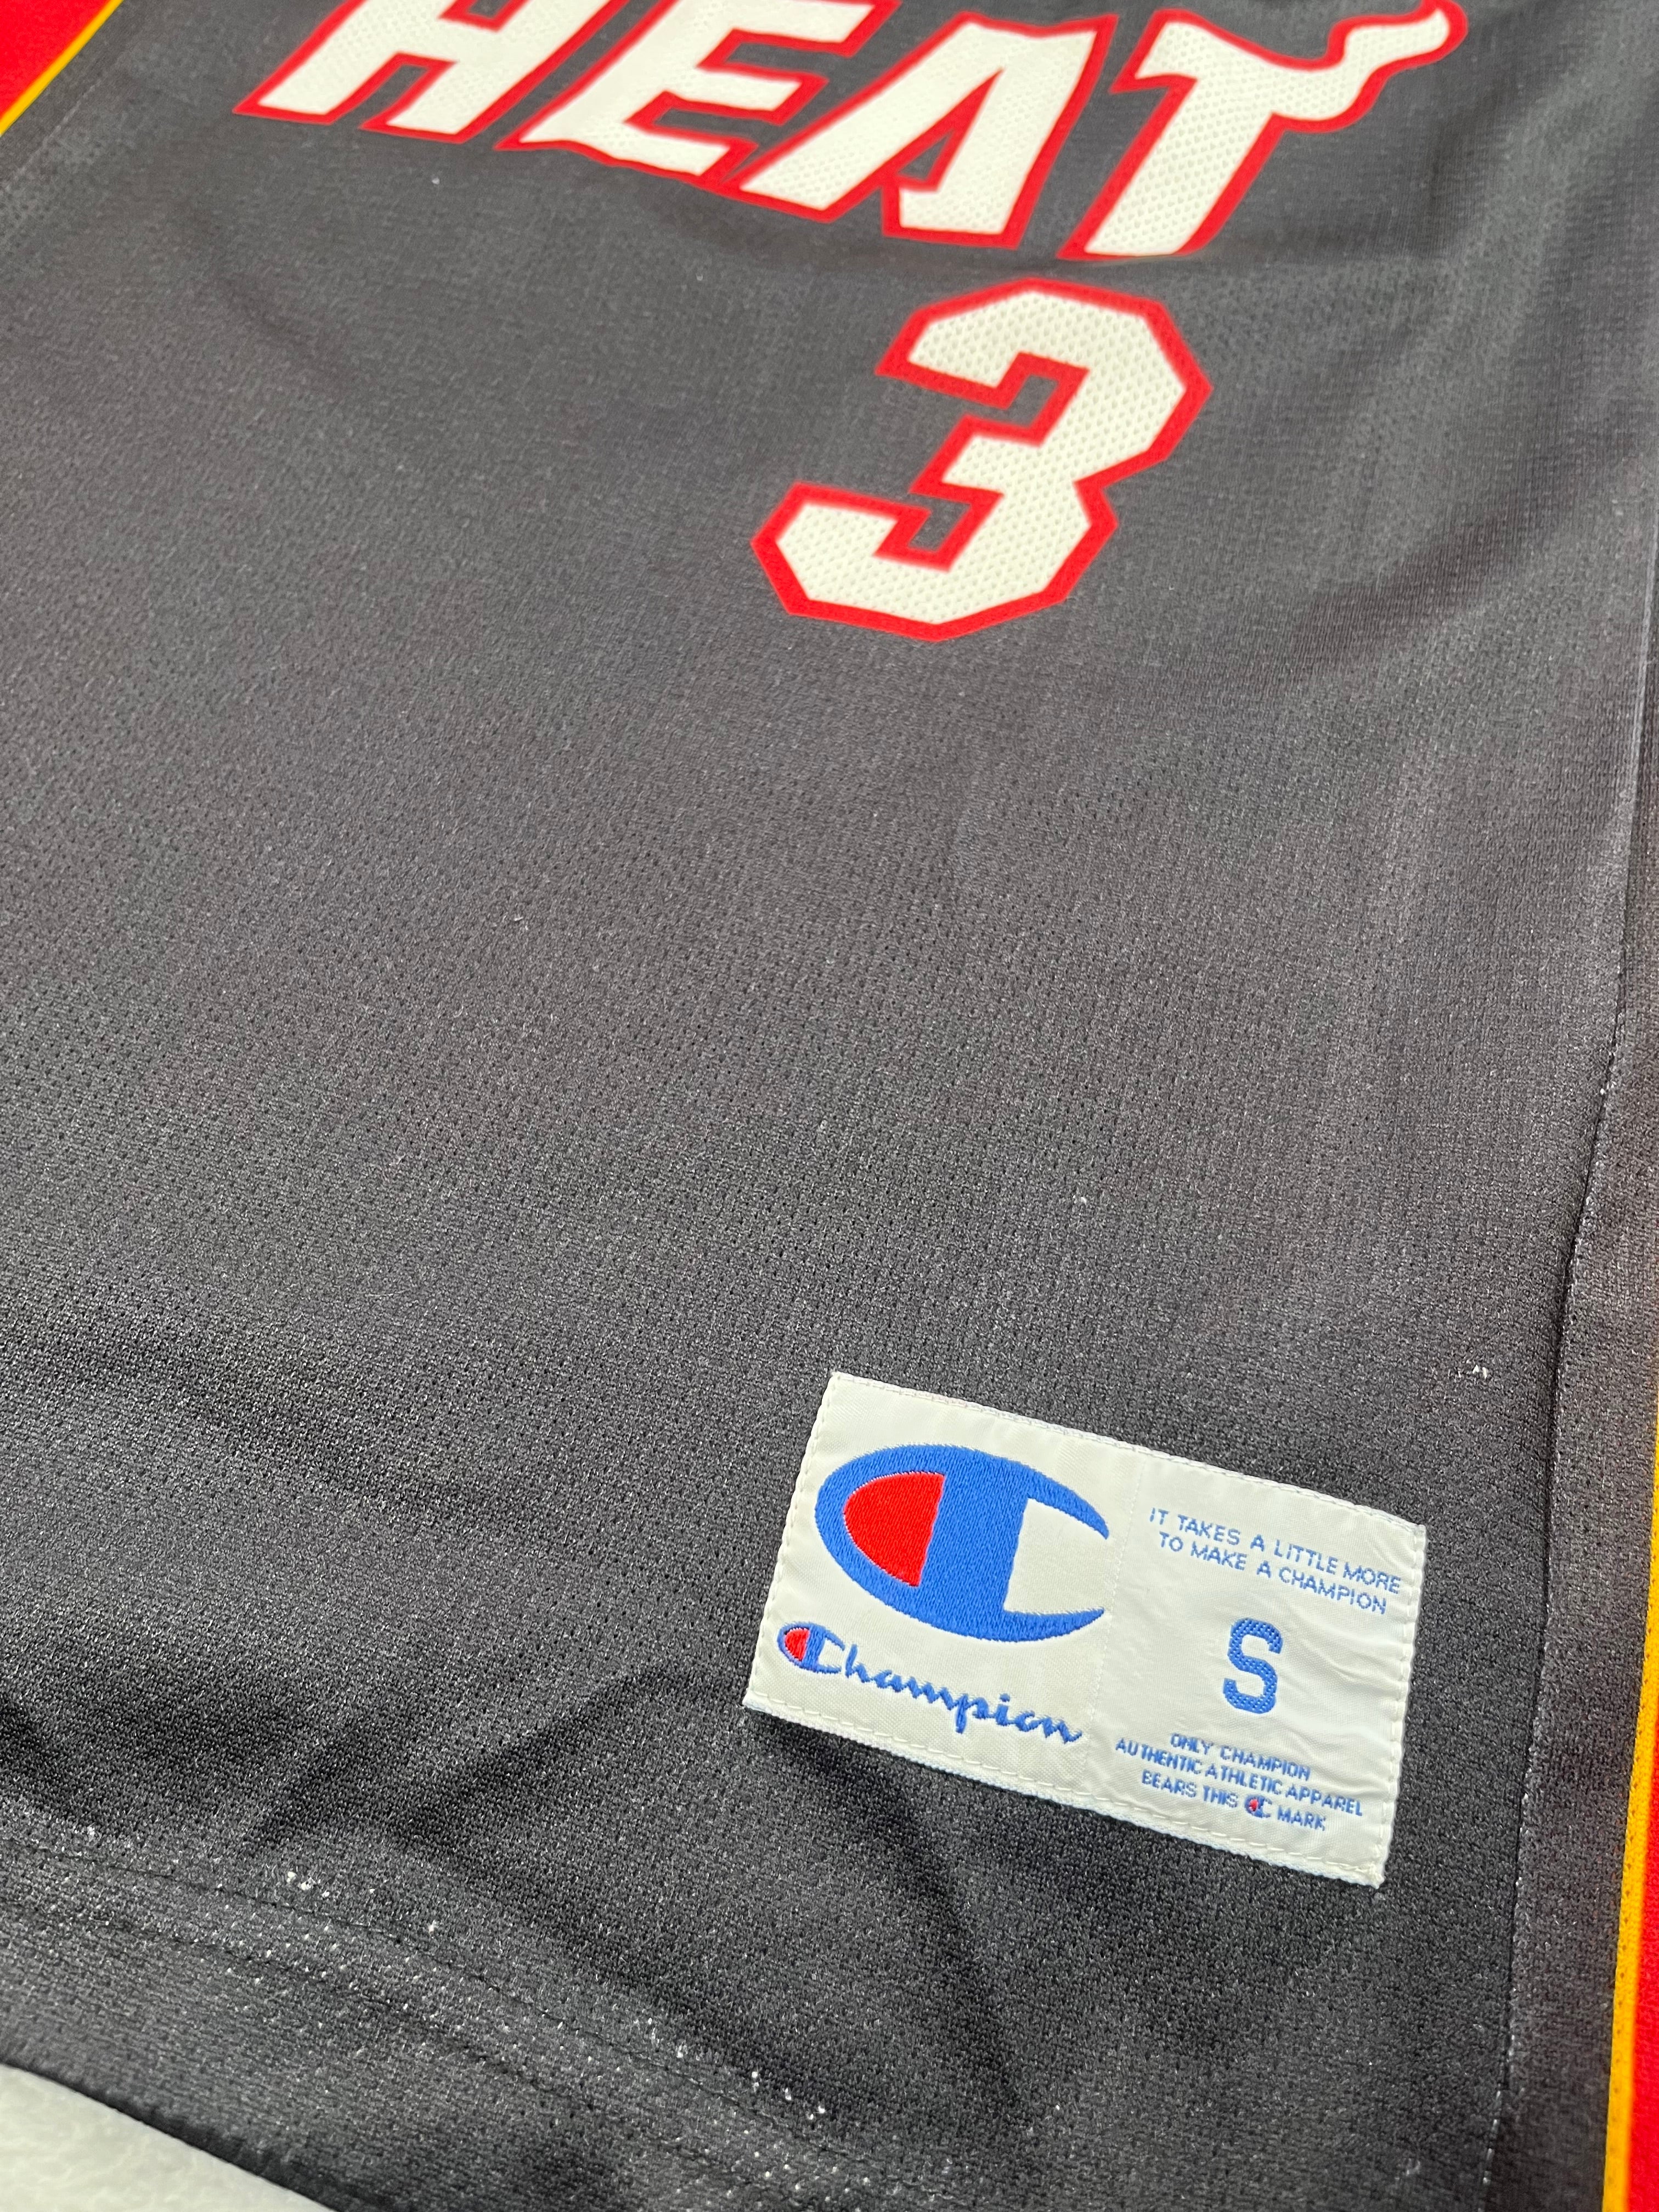 HEAT
3
IT TAKES A LITTLE MORE
TO MAKE A CHAMPION
S
Champion
ONLY CHAMPION
AUTHENTIC ATHLETIC APPAREL
BEARS THIS C MARK